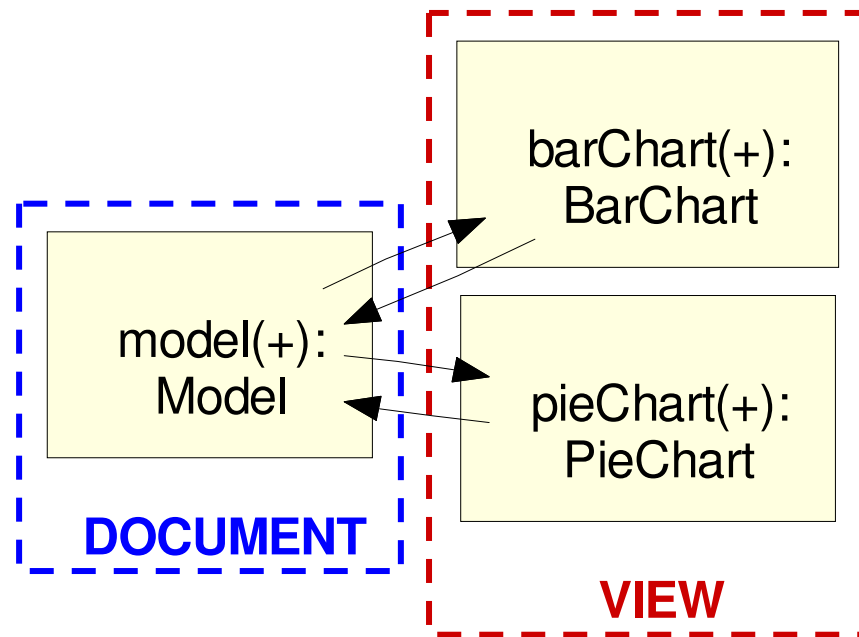 barChart(+):
BarChart
model(+):
Model
pieChart(+):
PieChart
DOCUMENT
VIEW